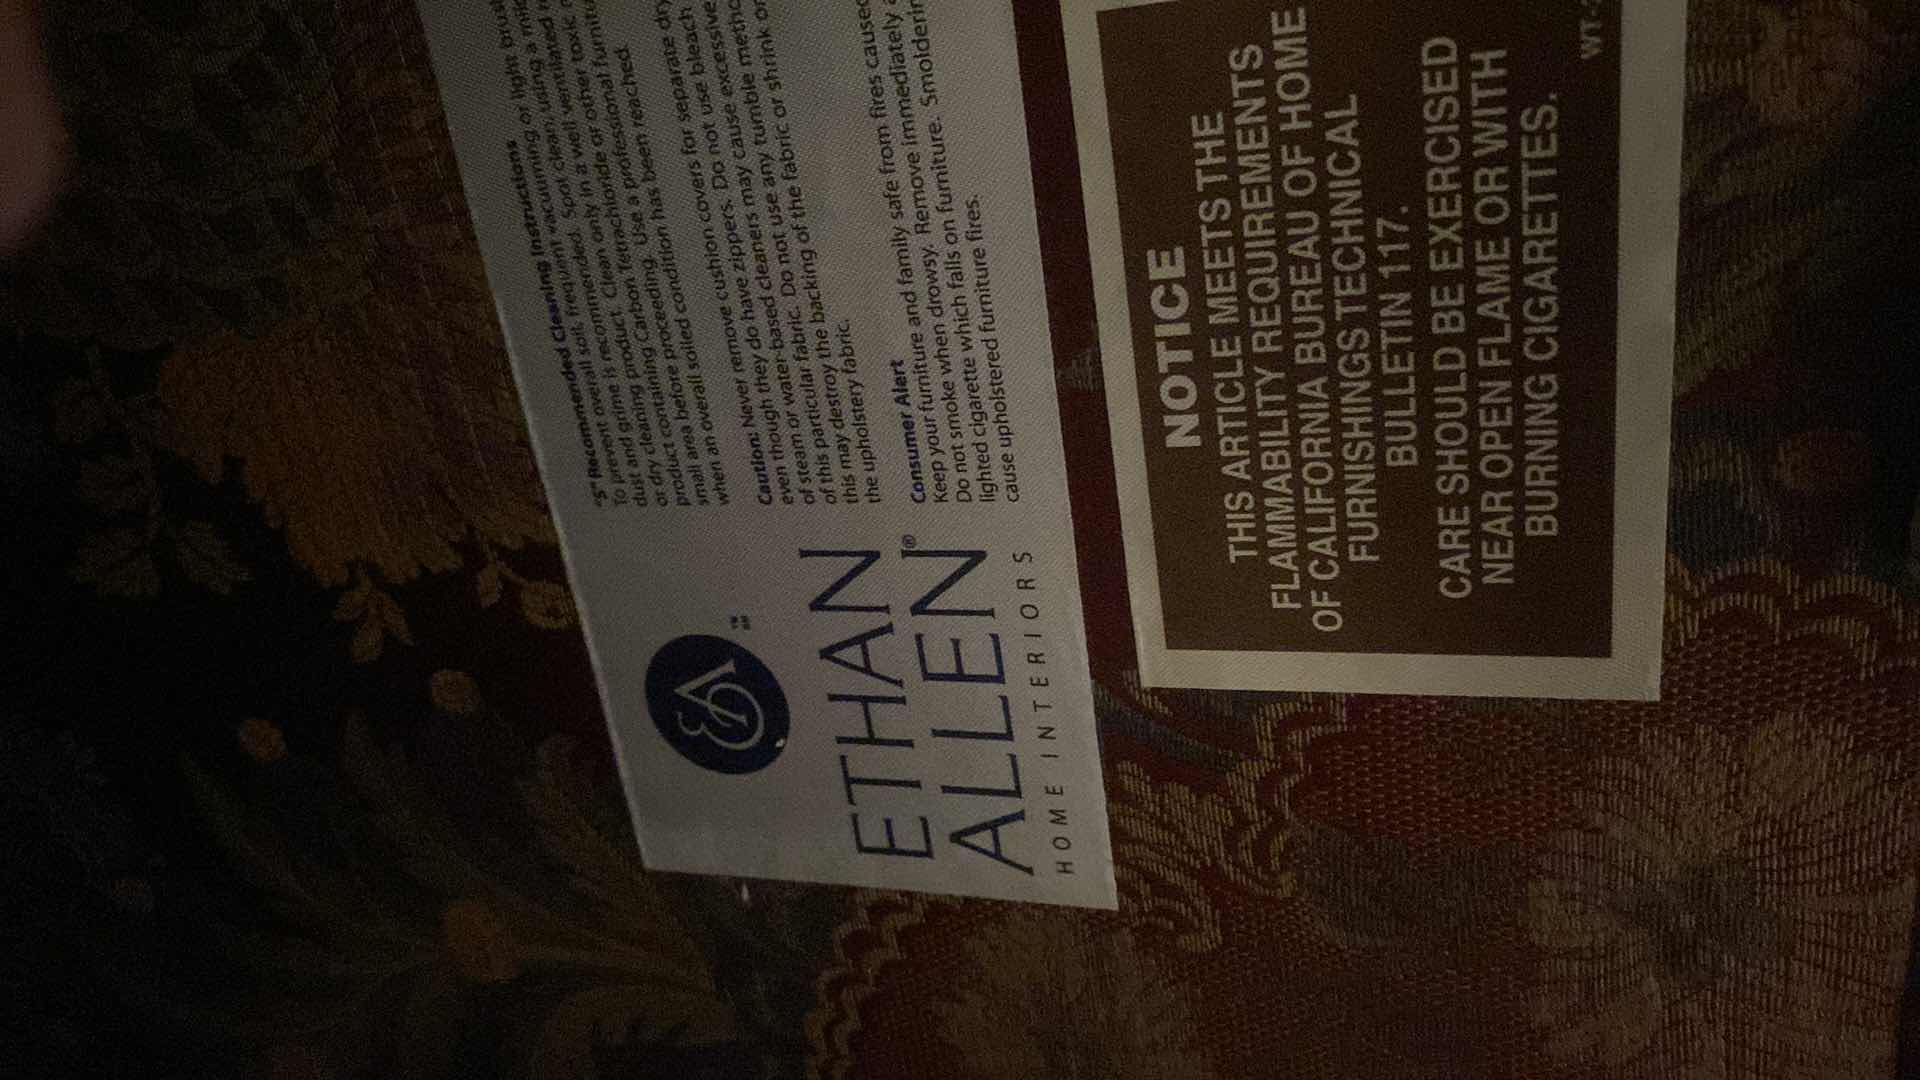 "S" Recommended Cleaning Instructions
To prevent overall soil, frequent vacuuming or light
dust and grime is recommended. Spot clean, using a
product. Clean only in a well ventilated
or dry cleaning product containing Carbon Tetrachloride or other toxic
small area before proceeding. Use a professional furniture
when an overall soiled condition has been reached.
Caution: Never remove cushion covers for separate dry
even though they do have zippers. Do not use bleach
of steam or water-based cleaners may cause excessive
of this particular fabric. Do not use any tumble
this may destroy the backing of the fabric or shrink
the upholstery fabric.
Consumer Alert
Keep your furniture and family safe from fires caused
Do not smoke when drowsy. Remove immediately
lighted cigarette which falls on furniture.
cause upholstered furniture fires.
EA
TM
ETHAN
ALLEN®
HOME INTERIORS
NOTICE
THIS ARTICLE MEETS THE
FLAMMABILITY REQUIREMENTS
OF CALIFORNIA BUREAU OF HOME
FURNISHINGS TECHNICAL
BULLETIN 117.
CARE SHOULD BE EXERCISED
NEAR OPEN FLAME OR WITH
BURNING CIGARETTES.